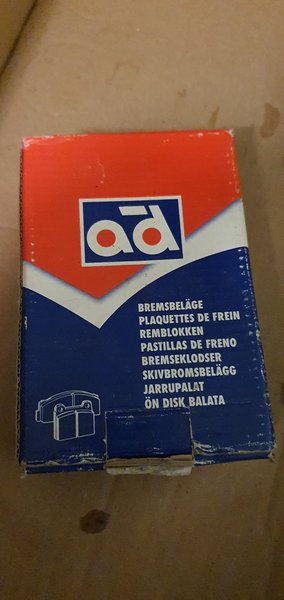 ad
BREMSBELÄGE
PLAQUETTES DE FREIN
REMBLOKKEN
PASTILLAS DE FRENO
BREMSEKLODSER
SKIVBROMSBELÄGG
JARRUPALAT
ÖN DISK BALATA